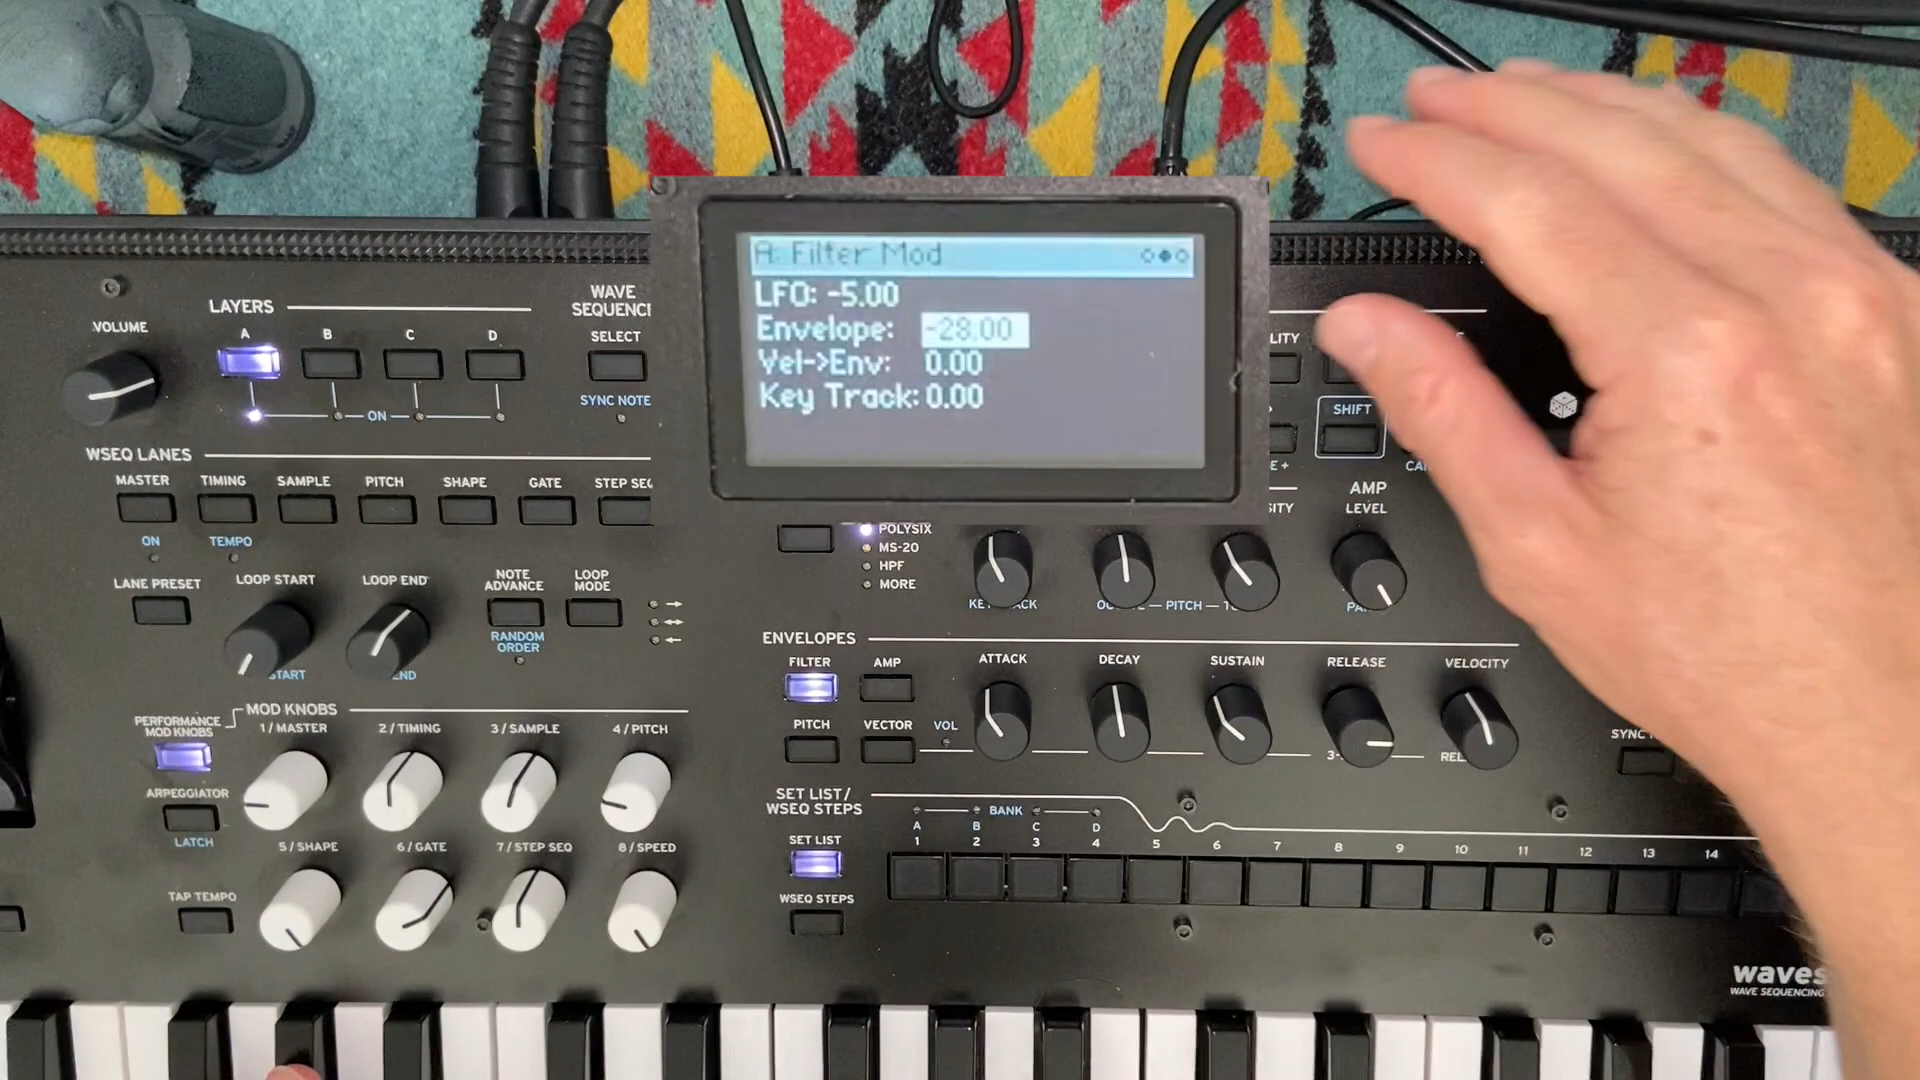 A: Filter Mod
LFO: -5.00
Envelope: -28.00
Vel->Env: 0.00
Key Track: 0.00
VOLUME
LAYERS
A B C D
ON
WAVE
SELECT
SYNC NOTE
WSEQ LANES
MASTER TIMING SAMPLE PITCH SHAPE GATE STEP
ON TEMPO
LANE PRESET
LOOP START
LOOP END
NOTE
ADVANCE
LOOP
MODE
RANDOM
ORDER
START
END
PERFORMANCE
MOD KNOBS
MOD KNOBS
1 / MASTER 2 / TIMING 3 / SAMPLE 4 / PITCH
ARPEGGIATOR
LATCH
5 / SHAPE 6 / GATE 7 / STEP SEQ 8 / SPEED
TAP TEMPO
SHIFT
AMP
LEVEL
POLYSIX
MS-20
HPF
MORE
PITCH
ENVELOPES
FILTER AMP
ATTACK DECAY SUSTAIN RELEASE VELOCITY
PITCH VECTOR
VOL
SET LIST /
WSEQ STEPS
BANK
A B C D
1 2 3 4 5 6 7 8 9 10 11 12 13 14
SET LIST
WSEQ STEPS
SYNC
WAVE SEQUENCING